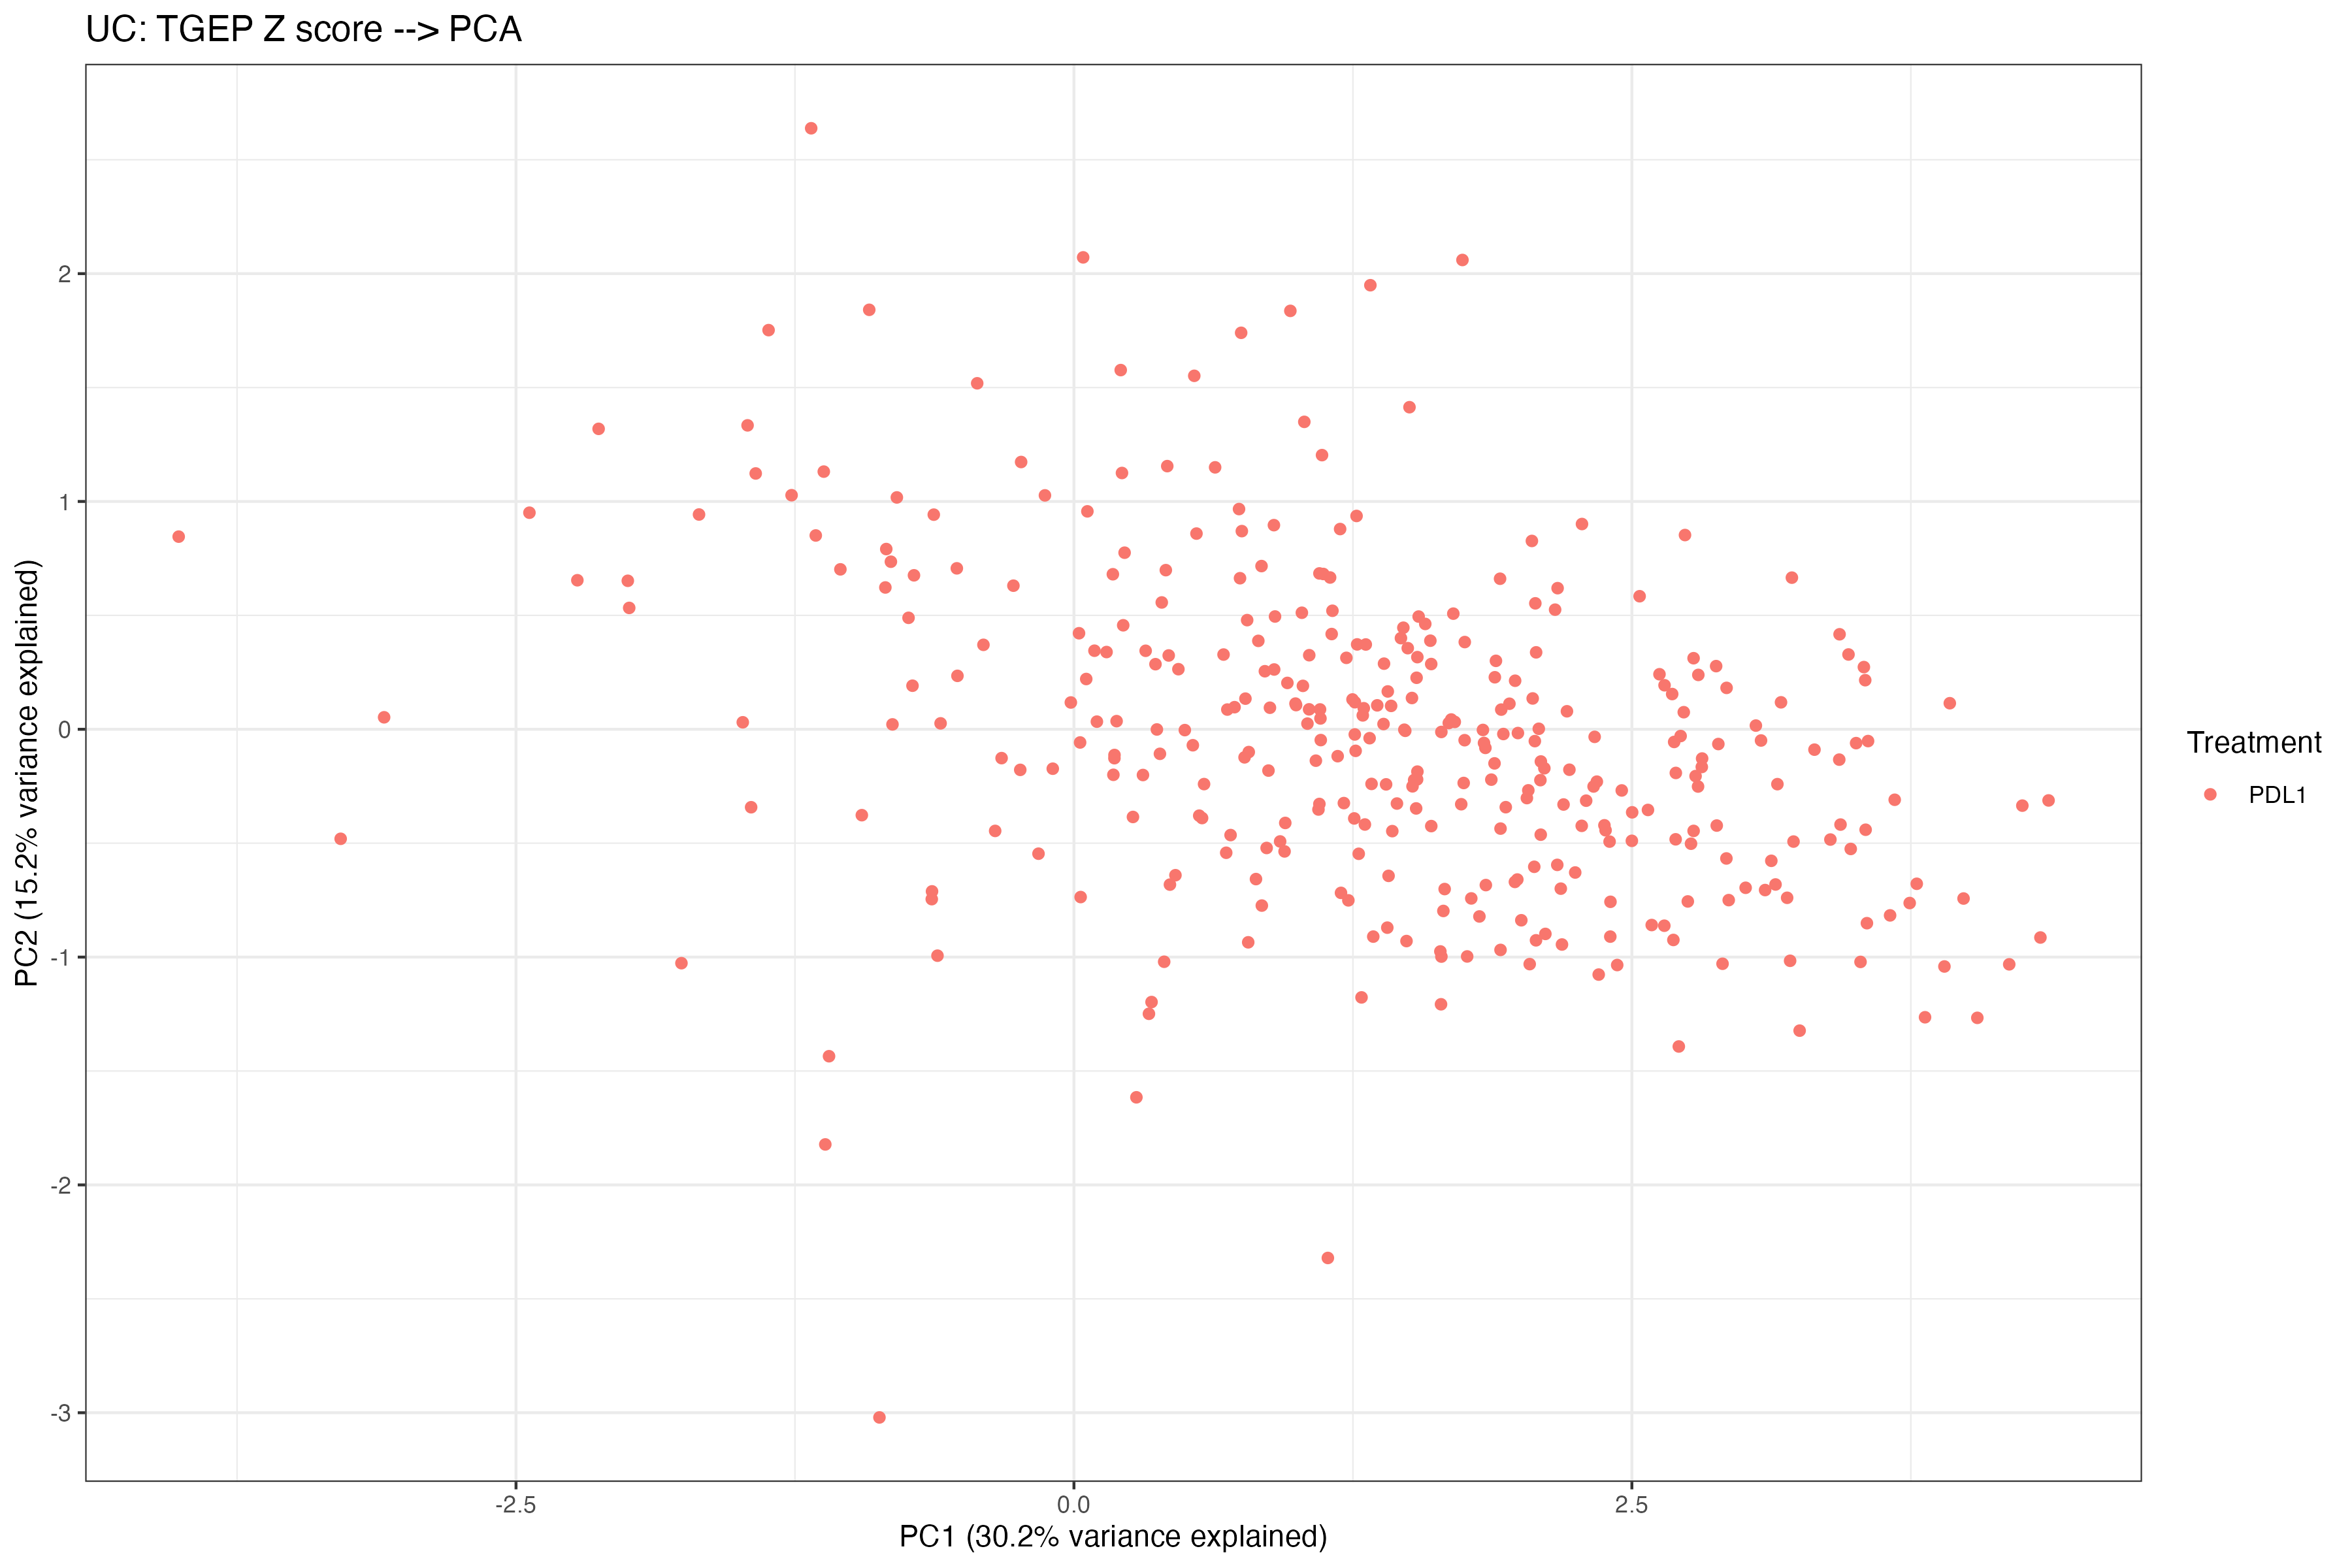 UC: TGEP Z score --> PCA
2
1
0
-1
-2
-3
PC2 (15.2% variance explained)
-2.5
0.0
2.5
PC1 (30.2% variance explained)
Treatment
PDL1